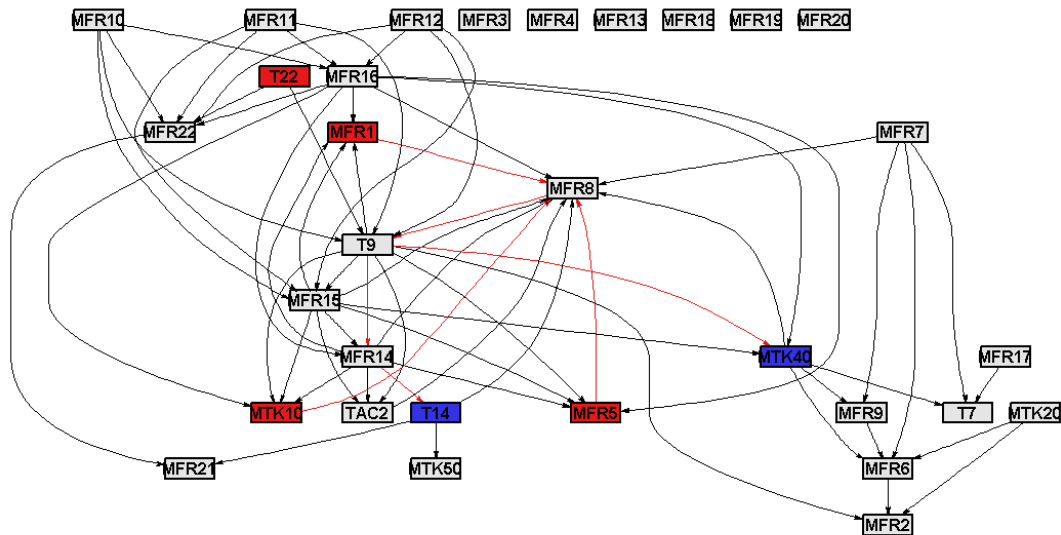 MFR10 MFR11 MFR12 MFR3 MFR4 MFR13 MFR18 MFR19 MFR20
T22 MFR16
MFR22 MFR1 MFR7
MFR8
T9
MFR15
MFR14 MTK40 MFR17
MTK10 TAC2 T14 MFR5 MFR9 T7 MTK20
MFR21 MTK50 MFR6
MFR2